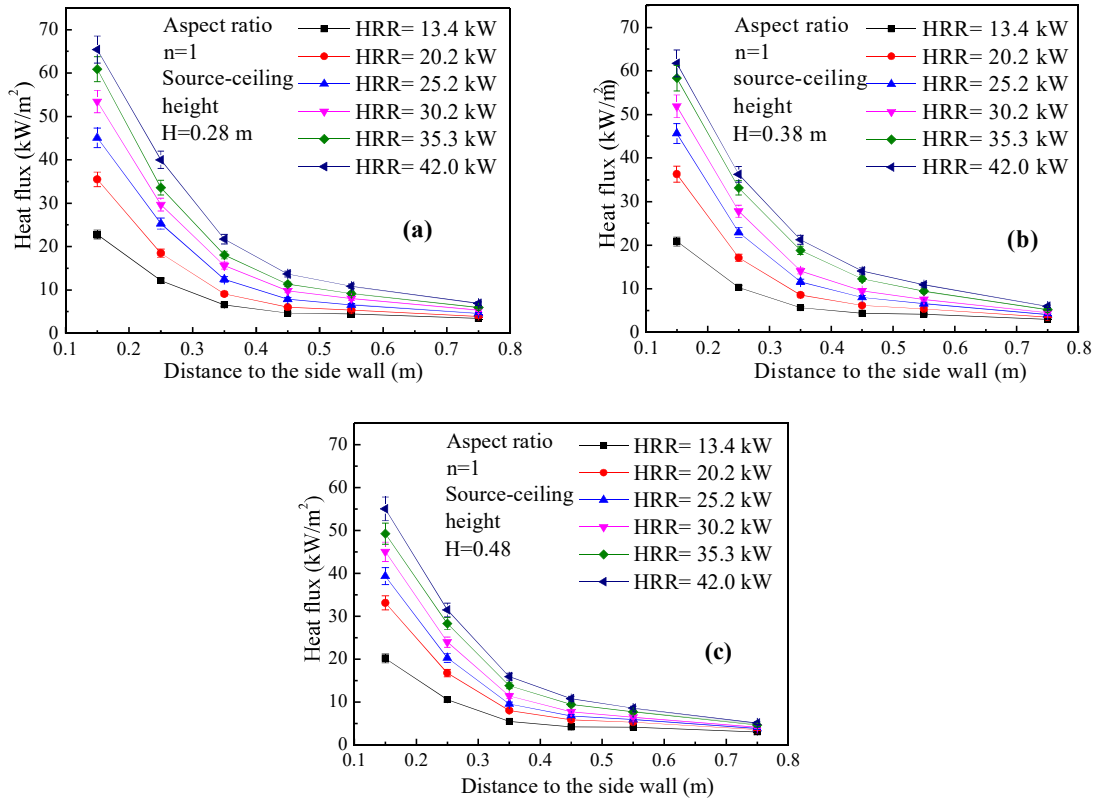 Aspect ratio
n=1
Source-ceiling
height
H=0.28 m
HRR= 13.4 kW
HRR= 20.2 kW
HRR= 25.2 kW
HRR= 30.2 kW
HRR= 35.3 kW
HRR= 42.0 kW
(a)
Heat flux (kW/m²)
70
60
50
40
30
20
10
0
0.1 0.2 0.3 0.4 0.5 0.6 0.7 0.8
Distance to the side wall (m)
Aspect ratio
n=1
source-ceiling
height
H=0.38 m
HRR= 13.4 kW
HRR= 20.2 kW
HRR= 25.2 kW
HRR= 30.2 kW
HRR= 35.3 kW
HRR= 42.0 kW
(b)
Heat flux (kW/m²)
70
60
50
40
30
20
10
0
0.1 0.2 0.3 0.4 0.5 0.6 0.7 0.8
Distance to the side wall (m)
Aspect ratio
n=1
Source-ceiling
height
H=0.48
HRR= 13.4 kW
HRR= 20.2 kW
HRR= 25.2 kW
HRR= 30.2 kW
HRR= 35.3 kW
HRR= 42.0 kW
(c)
Heat flux (kW/m²)
70
60
50
40
30
20
10
0
0.1 0.2 0.3 0.4 0.5 0.6 0.7 0.8
Distance to the side wall (m)